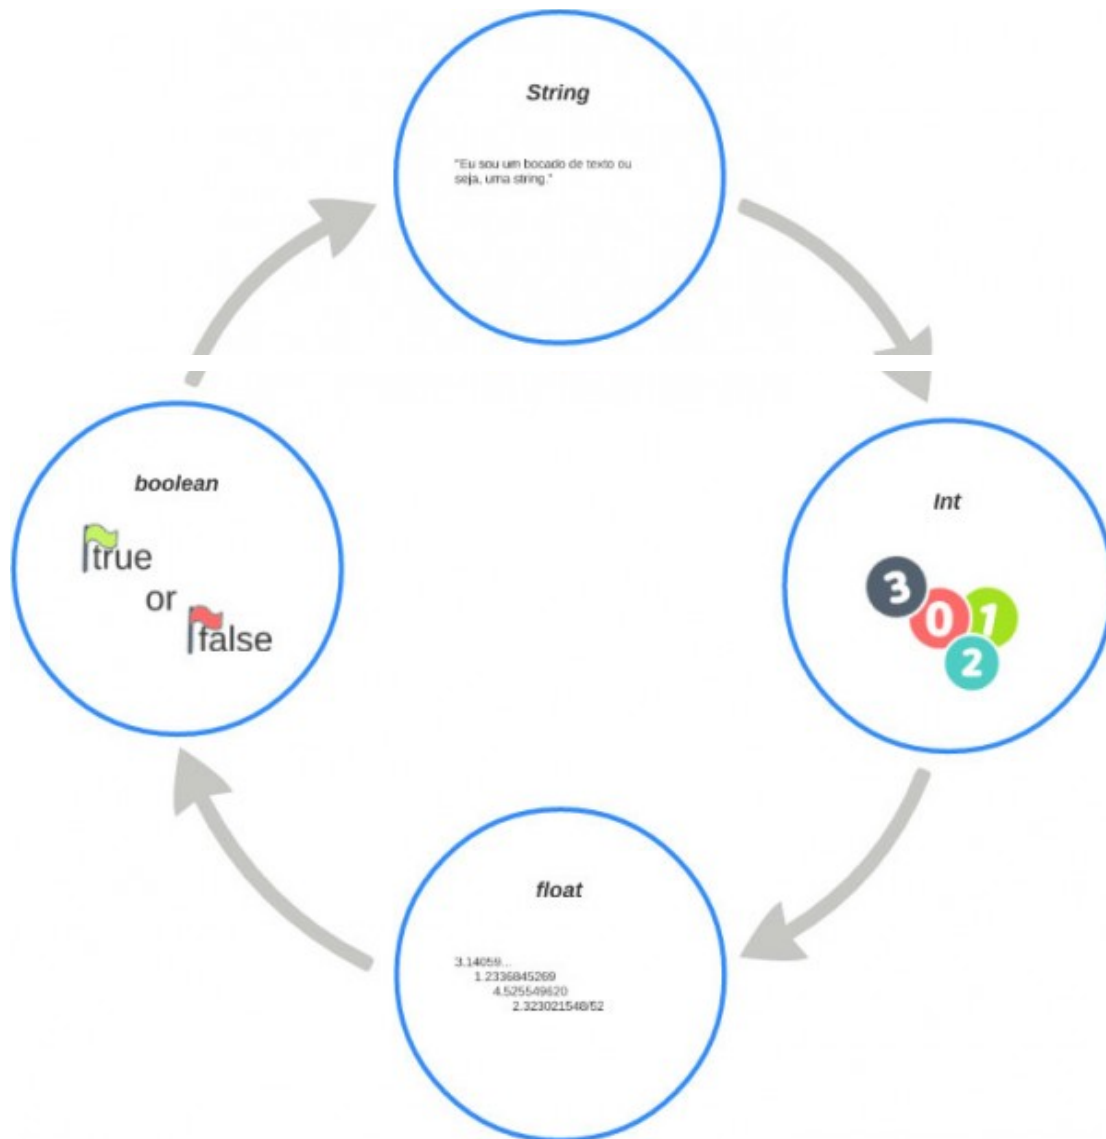 String
"Eu sou um bocado de texto ou
seja, uma string."
boolean
true
or
false
Int
3
0
1
2
float
3.14059...
1.2336845269
4.525549620
2.323021548/52